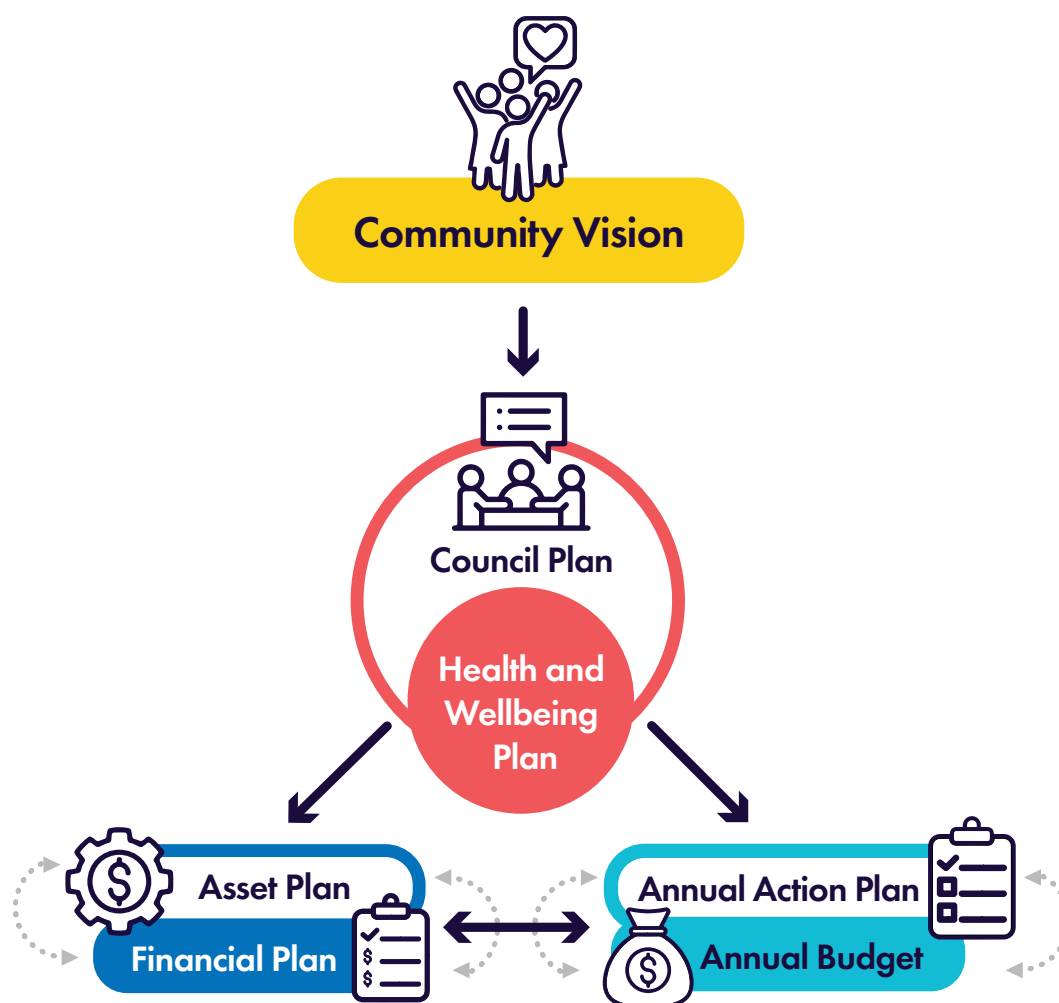 Community Vision
Council Plan
Health and
Wellbeing
Plan
Asset Plan
$
Financial Plan
$
$
Annual Action Plan
Annual Budget
$